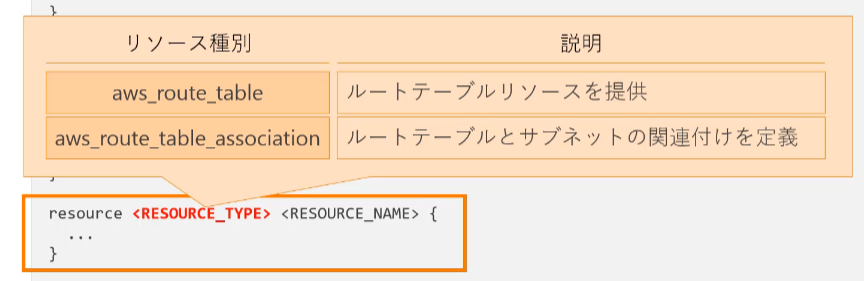 }
リソース種別 説明
aws_route_table ルートテーブルリソースを提供
aws_route_table_association ルートテーブルとサブネットの関連付けを定義
}
resource <RESOURCE_TYPE> <RESOURCE_NAME> {
...
}